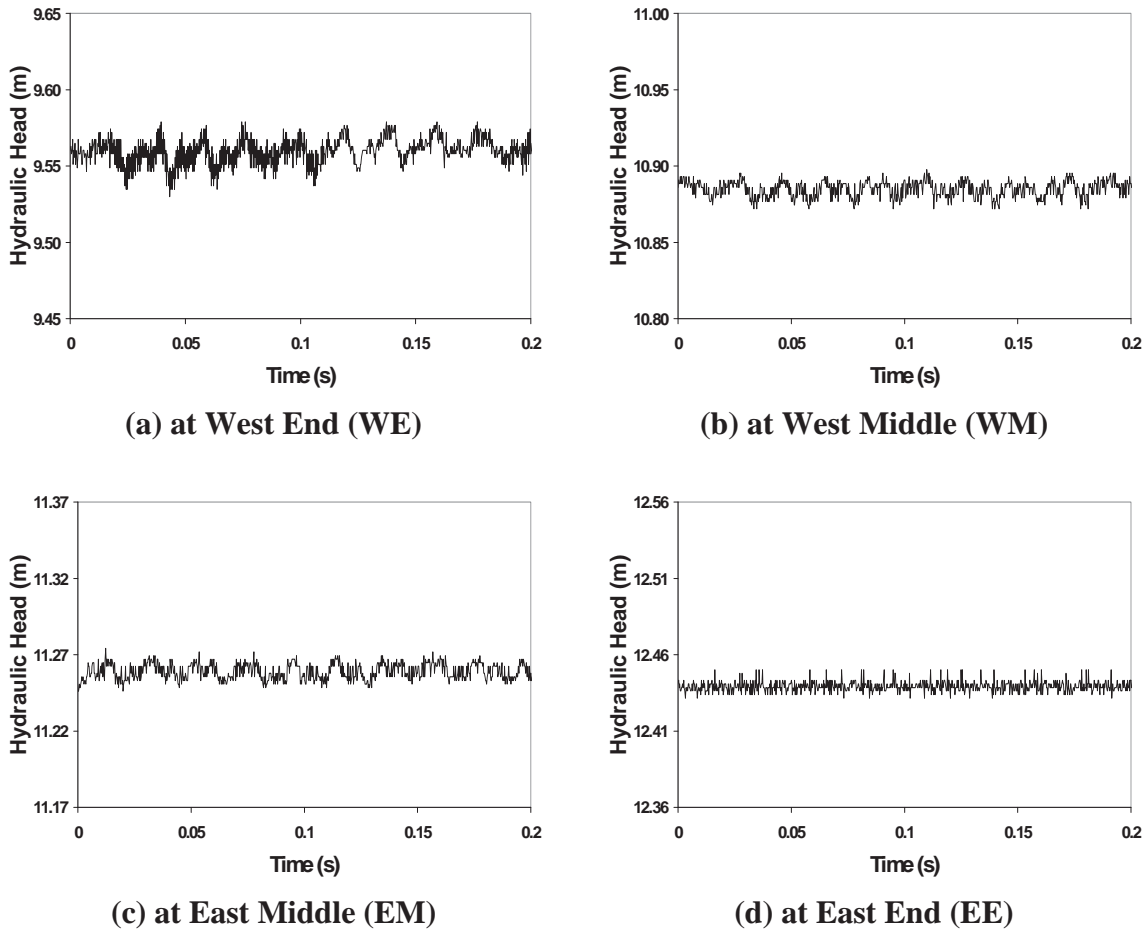 Hydraulic Head (m)
9.65
9.60
9.55
9.50
9.45
0 0.05 0.1 0.15 0.2
Time (s)
(a) at West End (WE)
Hydraulic Head (m)
11.00
10.95
10.90
10.85
10.80
0 0.05 0.1 0.15 0.2
Time (s)
(b) at West Middle (WM)
Hydraulic Head (m)
11.37
11.32
11.27
11.22
11.17
0 0.05 0.1 0.15 0.2
Time (s)
(c) at East Middle (EM)
Hydraulic Head (m)
12.56
12.51
12.46
12.41
12.36
0 0.05 0.1 0.15 0.2
Time (s)
(d) at East End (EE)